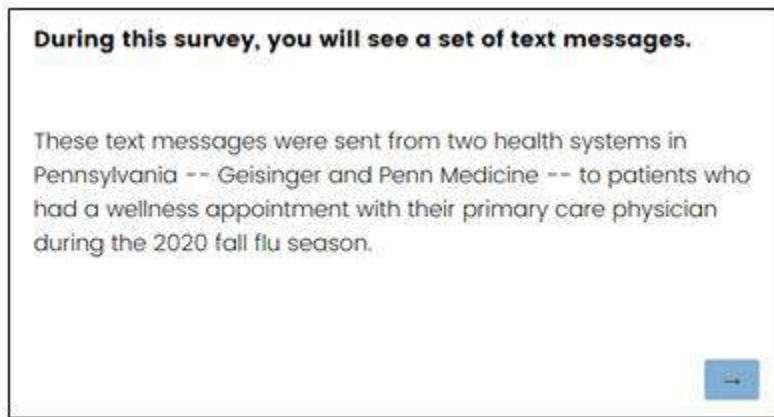 During this survey, you will see a set of text messages.
These text messages were sent from two health systems in
Pennsylvania -- Geisinger and Penn Medicine -- to patients who
had a wellness appointment with their primary care physician
during the 2020 fall flu season.
→